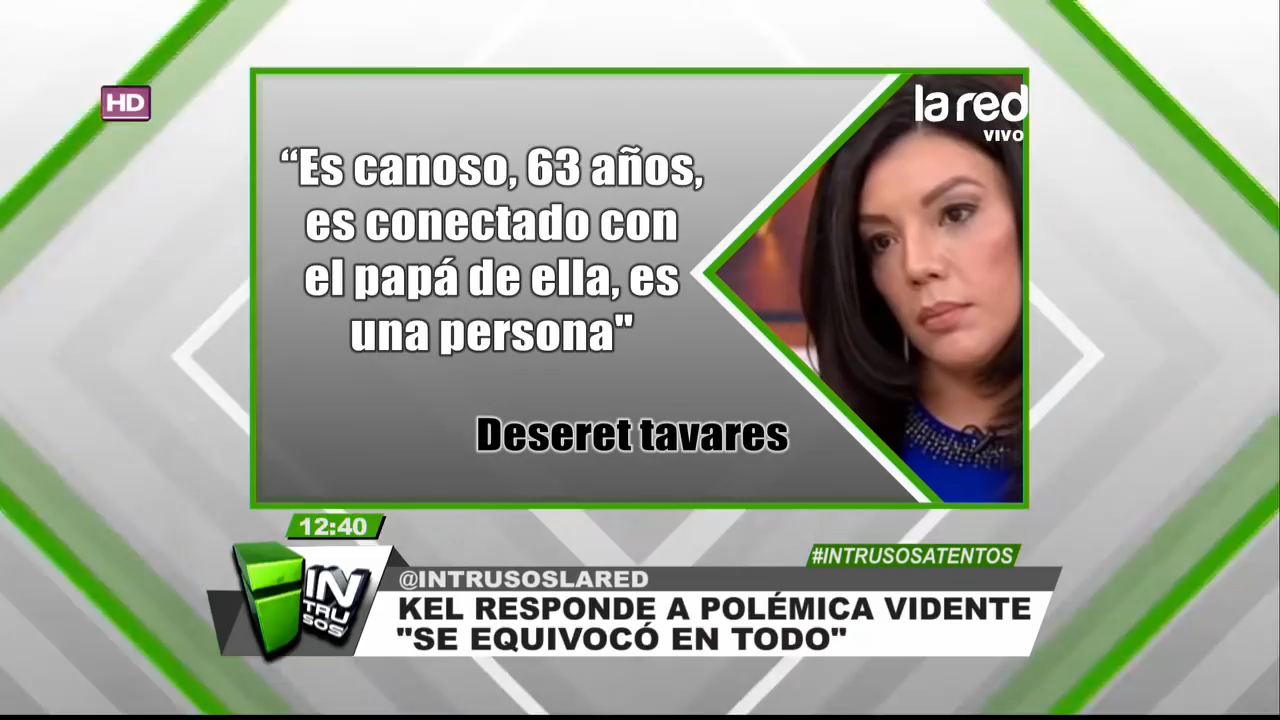 HD
la red
VIVO
“Es canoso, 63 años,
es conectado con
el papá de ella, es
una persona"
Deseret tavares
12:40
#INTRUSOSATENTOS
IN
TRU
SOS
@INTRUSOSLARED
KEL RESPONDE A POLÉMICA VIDENTE
"SE EQUIVOCÓ EN TODO"